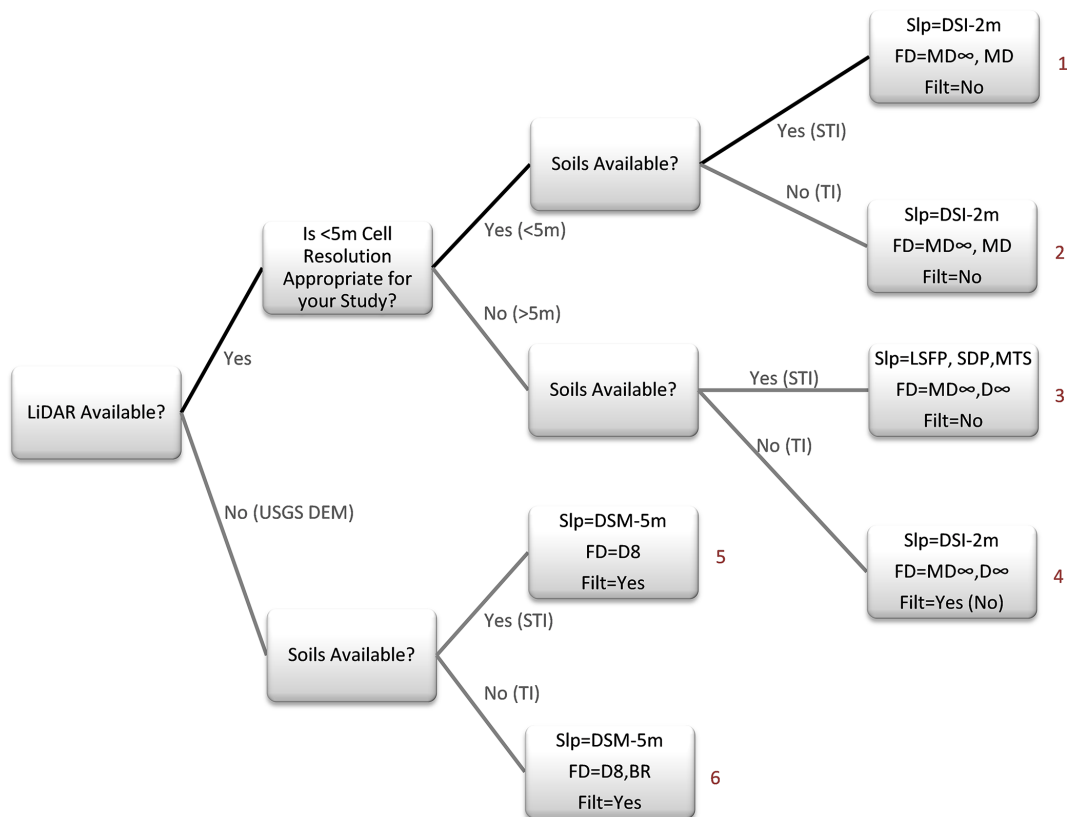 Slp=DSI-2m
FD=MD∞, MD
Filt=No
1
Yes (STI)
Soils Available?
No (TI)
Slp=DSI-2m
FD=MD∞, MD
Filt=No
2
Is <5m Cell
Resolution
Appropriate for
your Study?
Yes (<5m)
No (>5m)
Yes
LiDAR Available?
Soils Available?
Yes (STI)
Slp=LSFP, SDP,MTS
FD=MD∞,D∞
Filt=No
3
No (TI)
Slp=DSI-2m
FD=MD∞,D∞
Filt=Yes (No)
4
No (USGS DEM)
Slp=DSM-5m
FD=D8
Filt=Yes
5
Yes (STI)
Soils Available?
No (TI)
Slp=DSM-5m
FD=D8,BR
Filt=Yes
6